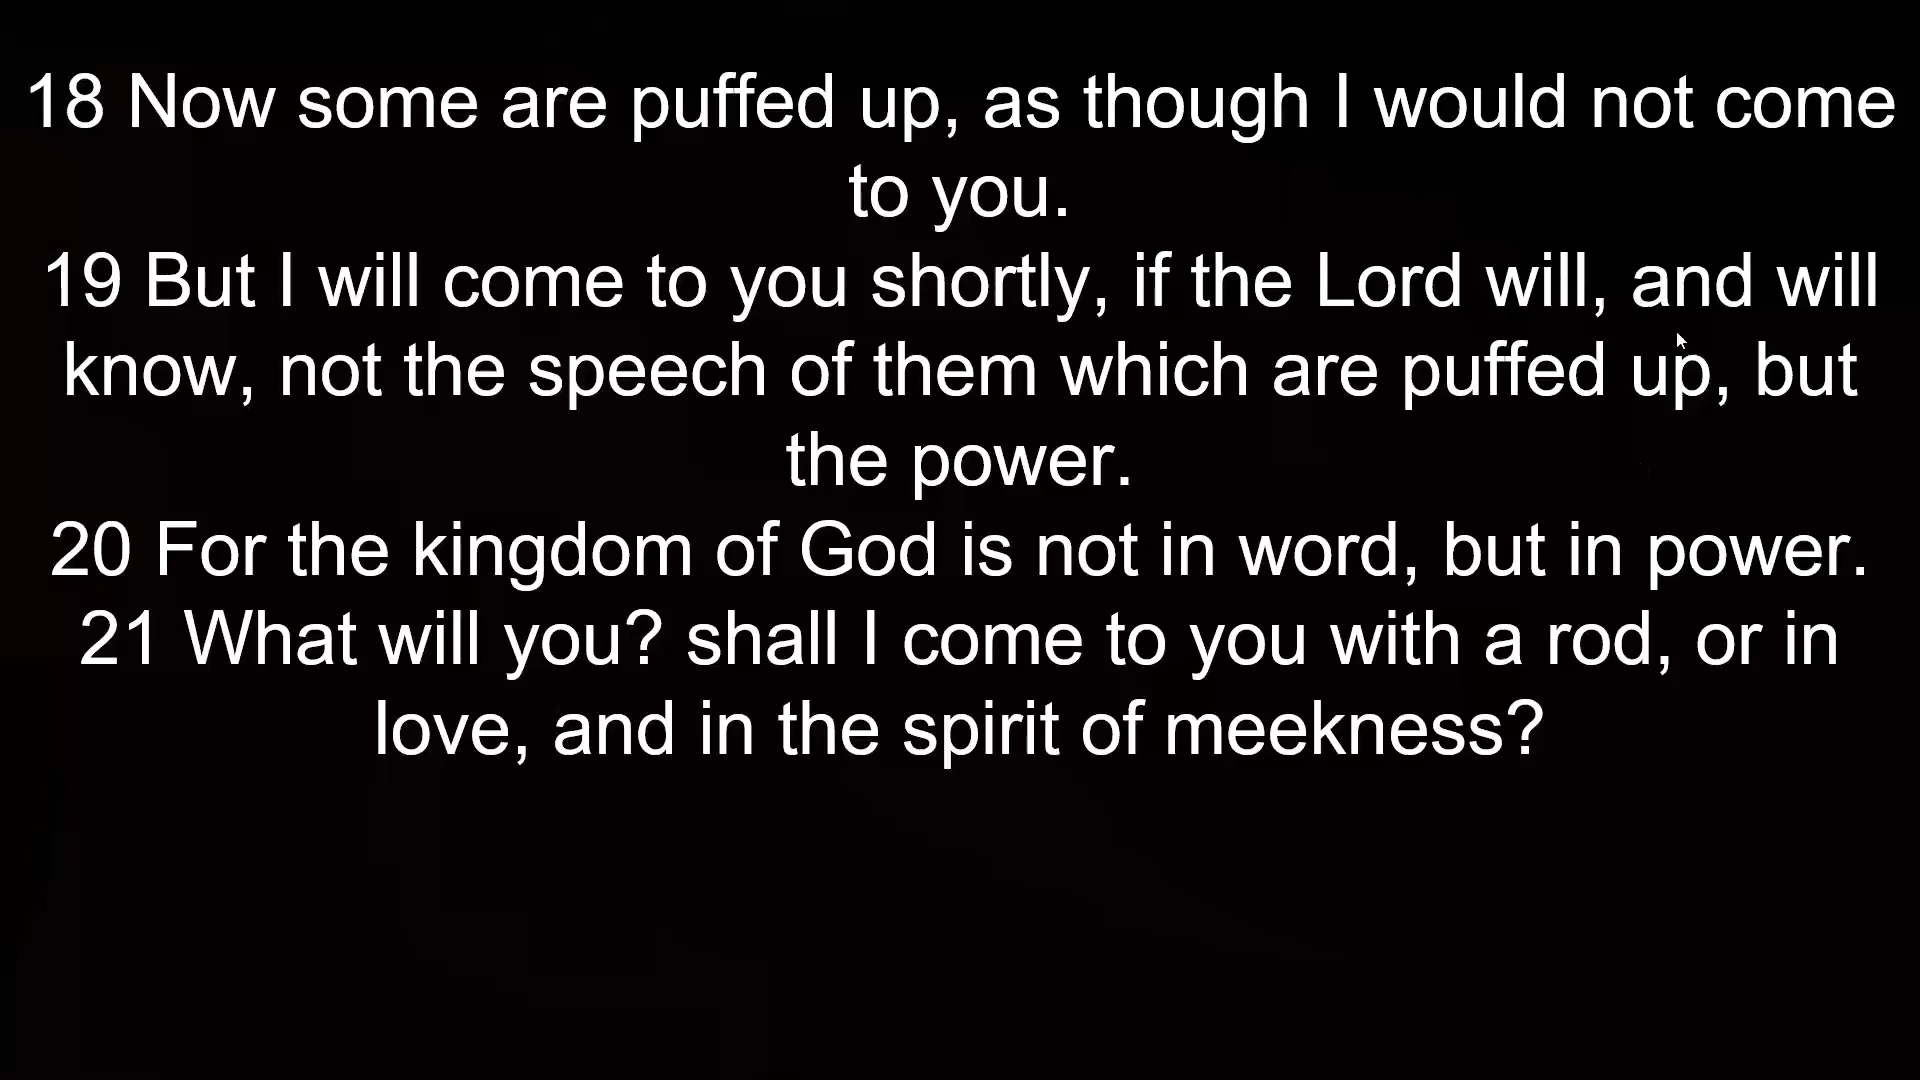 18 Now some are puffed up, as though I would not come
to you.
19 But I will come to you shortly, if the Lord will, and will
know, not the speech of them which are puffed up, but
the power.
20 For the kingdom of God is not in word, but in power.
21 What will you? shall I come to you with a rod, or in
love, and in the spirit of meekness?